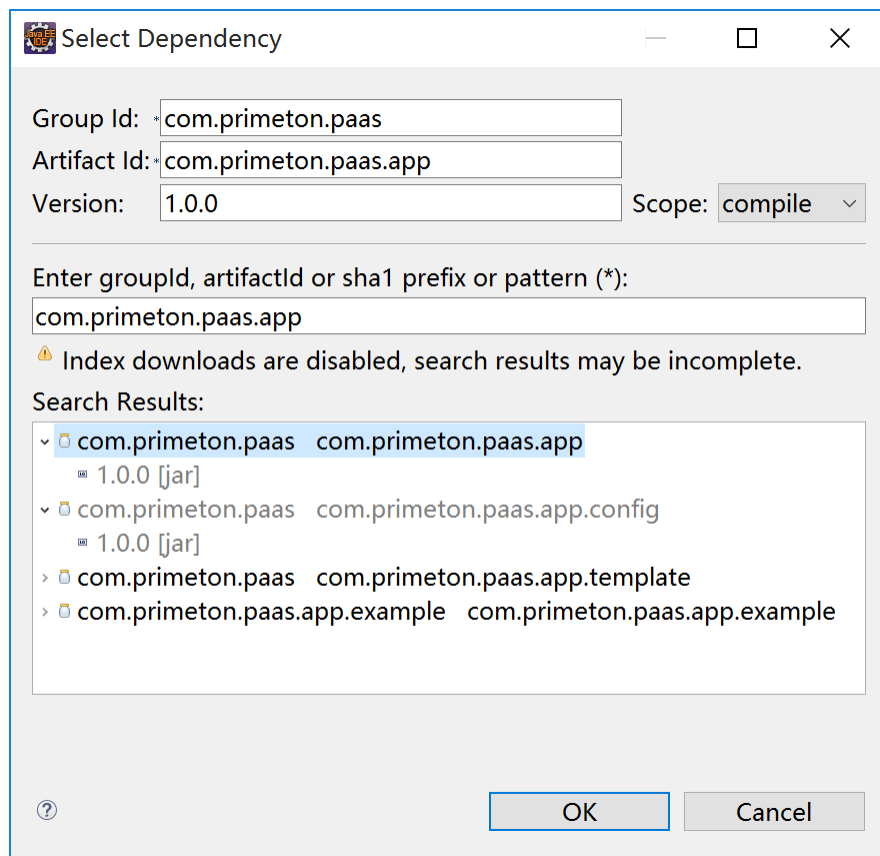 Java EE
IDE
Select Dependency
Group Id: * com.primeton.paas
Artifact Id: * com.primeton.paas.app
Version: 1.0.0 Scope: compile
Enter groupId, artifactId or sha1 prefix or pattern (*):
com.primeton.paas.app
Index downloads are disabled, search results may be incomplete.
Search Results:
com.primeton.paas com.primeton.paas.app
1.0.0 [jar]
com.primeton.paas com.primeton.paas.app.config
1.0.0 [jar]
com.primeton.paas com.primeton.paas.app.template
com.primeton.paas.app.example com.primeton.paas.app.example
? OK Cancel